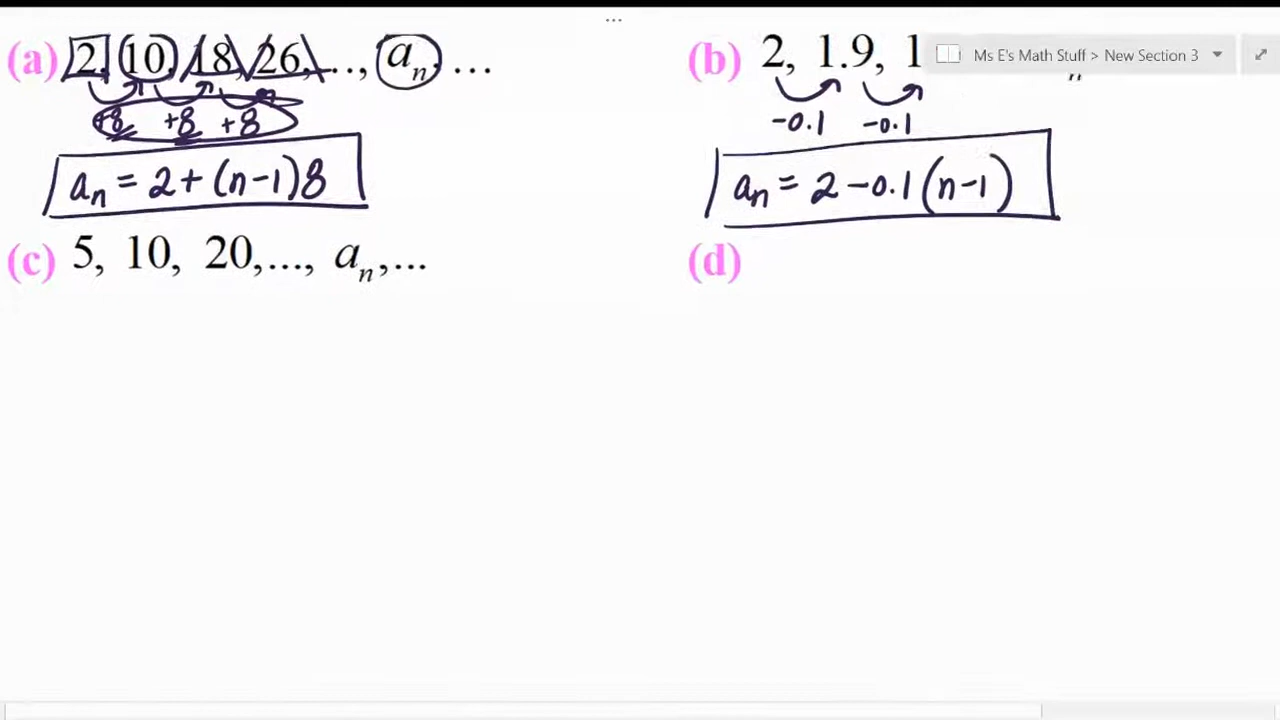 (a) 2, 10, 18, 26, ..., aₙ, ...
+8 +8 +8
aₙ = 2 + (n-1)8
(b) 2, 1.9, 1
Ms E's Math Stuff > New Section 3
n
-0.1 -0.1
aₙ = 2 - 0.1(n-1)
(c) 5, 10, 20,..., aₙ,...
(d)